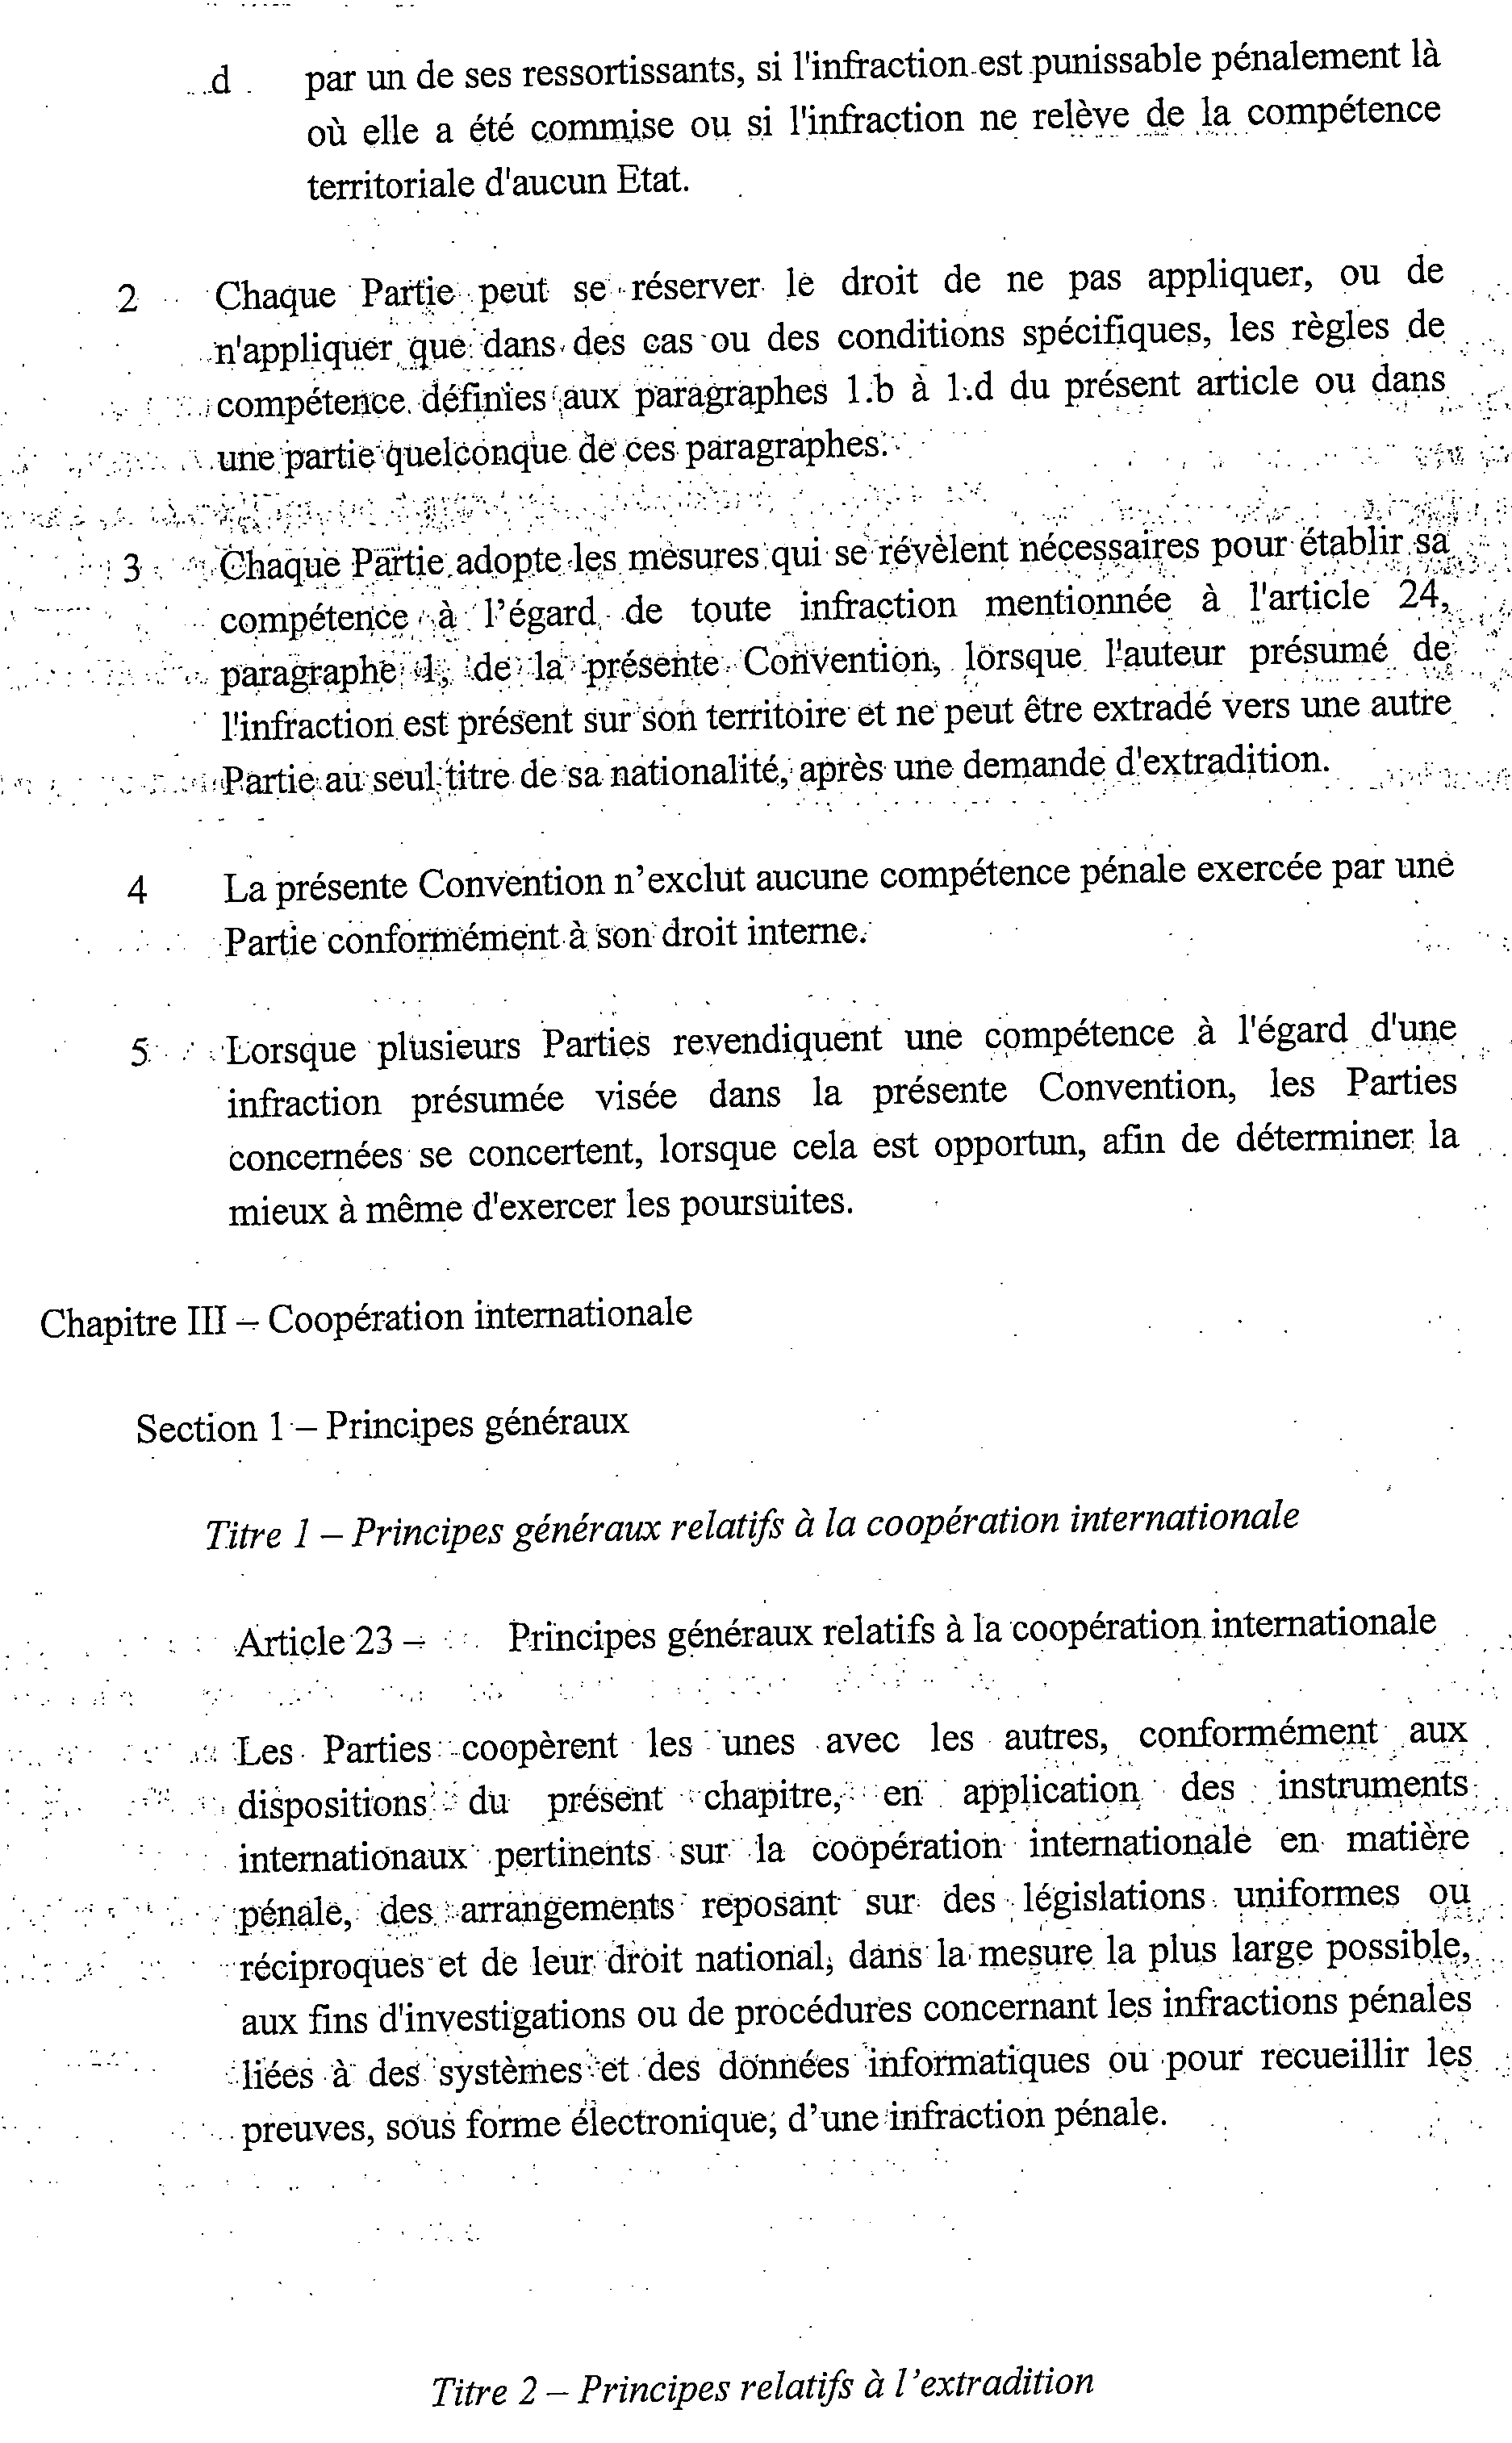 d par un de ses ressortissants, si l'infraction est punissable pénalement là
où elle a été commise ou si l'infraction ne relève de la compétence
territoriale d'aucun Etat.
2 Chaque Partie peut se réserver le droit de ne pas appliquer, ou de
n'appliquer que dans des cas ou des conditions spécifiques, les règles de
compétence définies aux paragraphes 1.b à 1.d du présent article ou dans
une partie quelconque de ces paragraphes.
3 Chaque Partie adopte les mesures qui se révèlent nécessaires pour établir sa
compétence à l’égard de toute infraction mentionnée à l'article 24,
paragraphe 1, de la présente Convention, lorsque l'auteur présumé de
l'infraction est présent sur son territoire et ne peut être extradé vers une autre
Partie au seul titre de sa nationalité, après une demande d'extradition.
4 La présente Convention n’exclut aucune compétence pénale exercée par une
Partie conformément à son droit interne.
5 Lorsque plusieurs Parties revendiquent une compétence à l'égard d'une
infraction présumée visée dans la présente Convention, les Parties
concernées se concertent, lorsque cela est opportun, afin de déterminer la
mieux à même d'exercer les poursuites.
Chapitre III – Coopération internationale
Section 1 – Principes généraux
Titre 1 – Principes généraux relatifs à la coopération internationale
Article 23 – Principes généraux relatifs à la coopération internationale
Les Parties coopèrent les unes avec les autres, conformément aux
dispositions du présent chapitre, en application des instruments
internationaux pertinents sur la coopération internationale en matière
pénale, des arrangements reposant sur des législations uniformes ou
réciproques et de leur droit national, dans la mesure la plus large possible,
aux fins d'investigations ou de procédures concernant les infractions pénales
liées à des systèmes et des données informatiques ou pour recueillir les
preuves, sous forme électronique, d’une infraction pénale.
Titre 2 – Principes relatifs à l’extradition